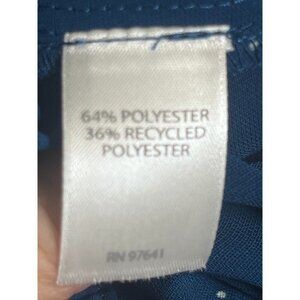 64% POLYESTER
36% RECYCLED
POLYESTER
RN 97641